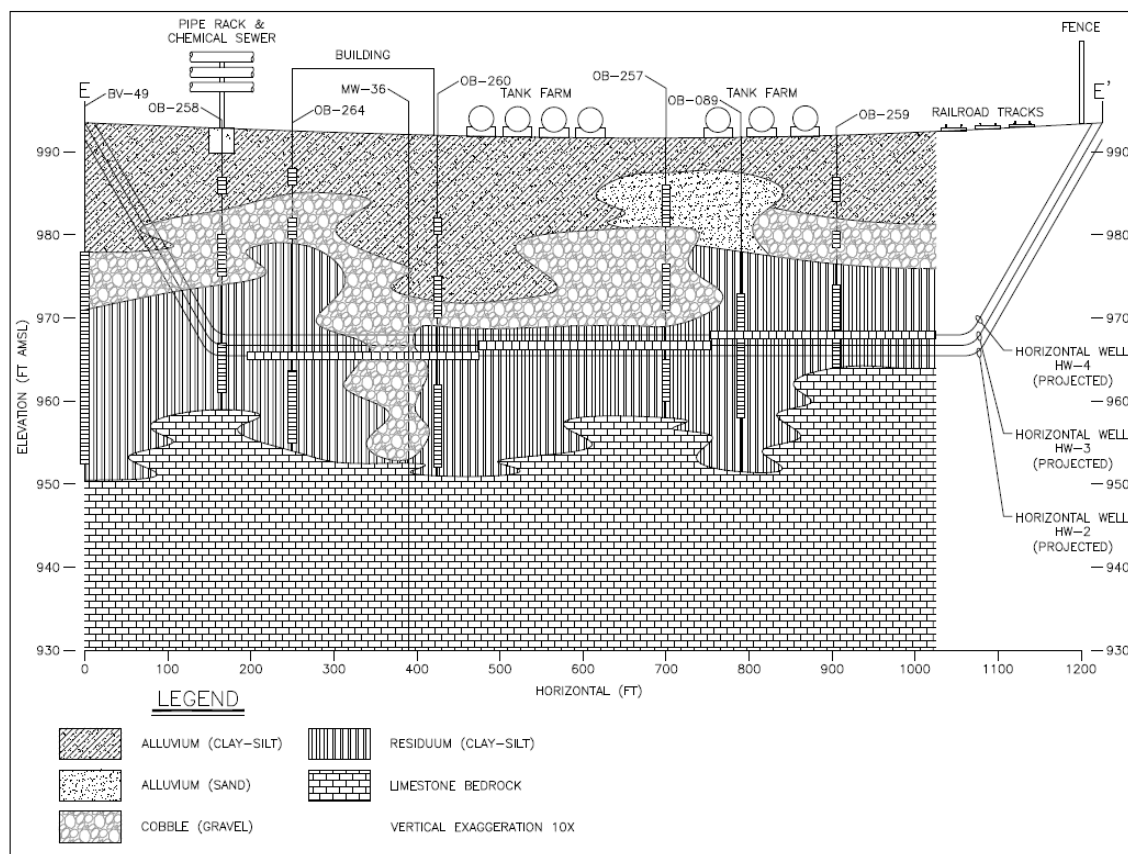 PIPE RACK &
CHEMICAL SEWER
FENCE
BUILDING
E
BV-49
OB-258
OB-264
MW-36
OB-260
TANK FARM
OB-257
OB-089
TANK FARM
OB-259
RAILROAD TRACKS
E'
990
980
970
960
950
940
930
ELEVATION (FT AMSL)
990
980
970
960
950
940
930
HORIZONTAL WELL
HW-4
(PROJECTED)
HORIZONTAL WELL
HW-3
(PROJECTED)
HORIZONTAL WELL
HW-2
(PROJECTED)
0
100
200
300
400
500
600
700
800
900
1000
1100
1200
HORIZONTAL (FT)
LEGEND
ALLUVIUM (CLAY-SILT)
RESIDUUM (CLAY-SILT)
ALLUVIUM (SAND)
LIMESTONE BEDROCK
COBBLE (GRAVEL)
VERTICAL EXAGGERATION 10X